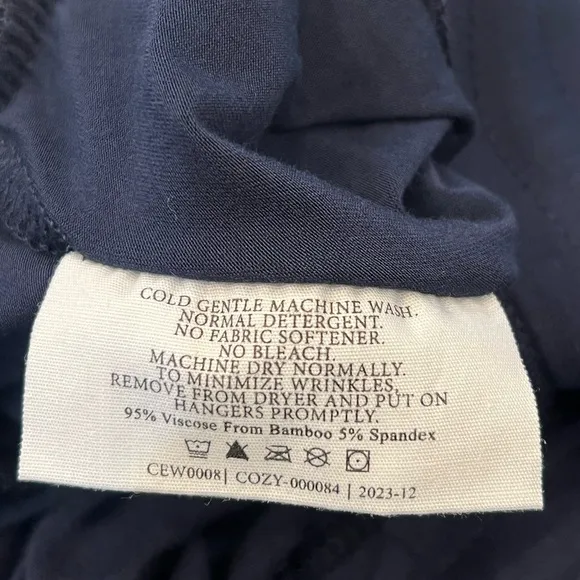 COLD GENTLE MACHINE WASH.
NORMAL DETERGENT.
NO FABRIC SOFTENER.
NO BLEACH.
MACHINE DRY NORMALLY.
TO MINIMIZE WRINKLES,
REMOVE FROM DRYER AND PUT ON
HANGERS PROMPTLY.
95% Viscose From Bamboo 5% Spandex
CEW0008| COZY-000084 | 2023-12